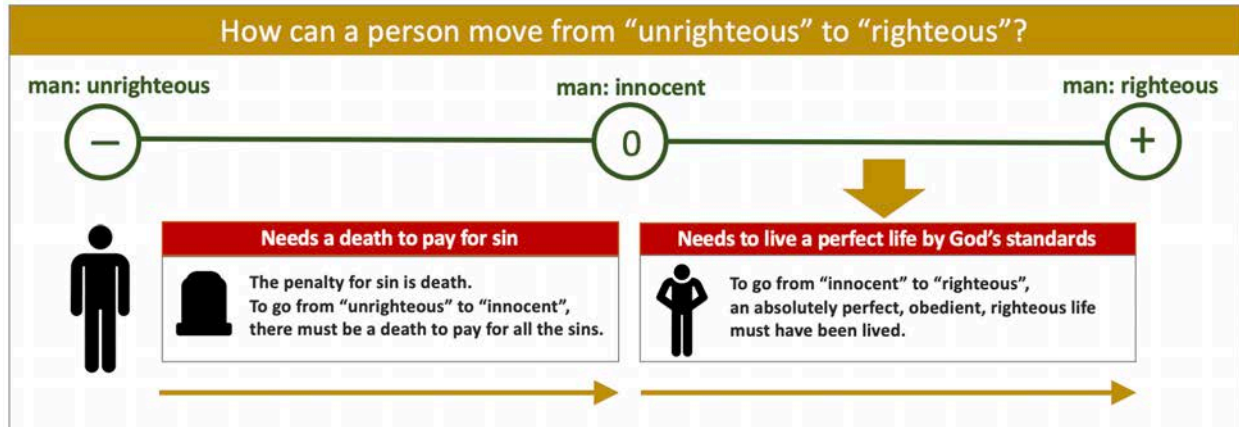 How can a person move from “unrighteous” to “righteous”?
man: unrighteous
man: innocent
man: righteous
–
0
+
Needs a death to pay for sin
The penalty for sin is death.
To go from “unrighteous” to “innocent”,
there must be a death to pay for all the sins.
Needs to live a perfect life by God’s standards
To go from “innocent” to “righteous”,
an absolutely perfect, obedient, righteous life
must have been lived.